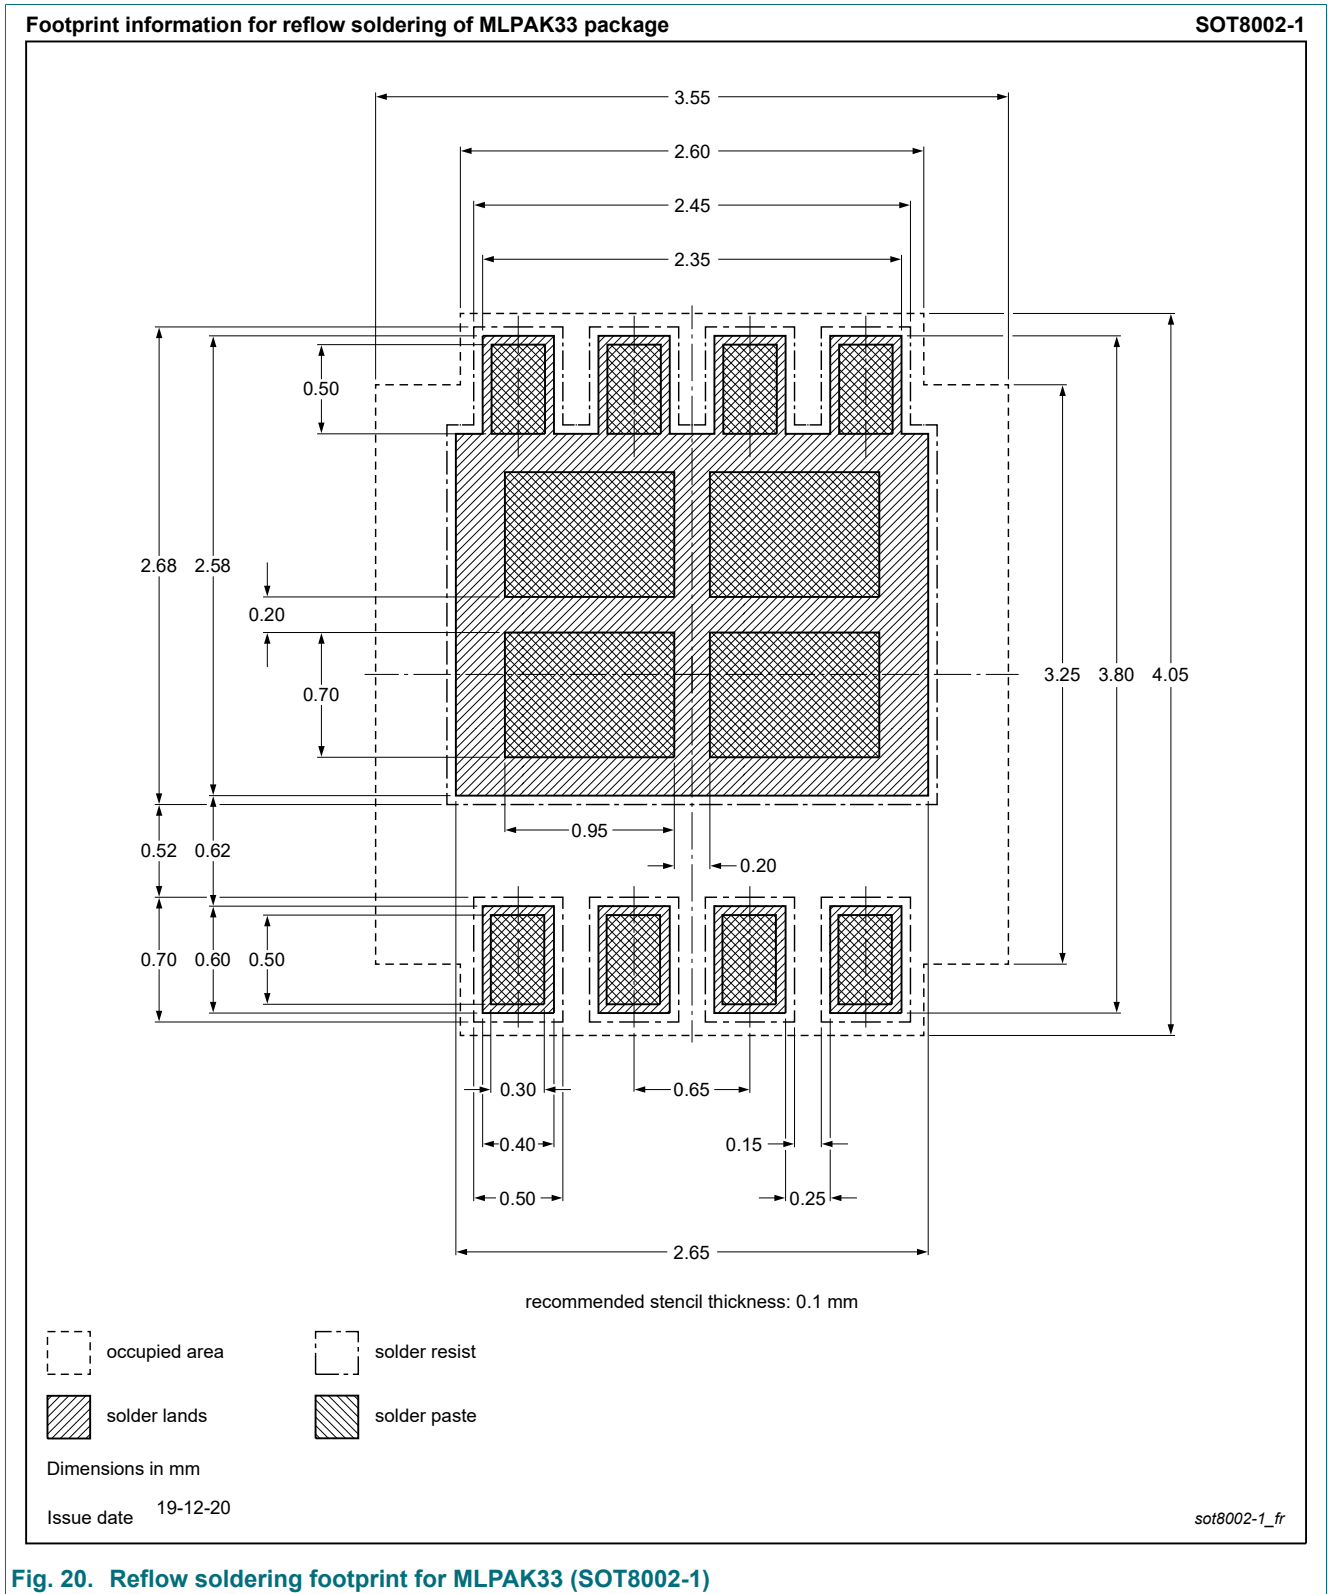 Footprint information for reflow soldering of MLPAK33 package SOT8002-1
3.55
2.60
2.45
2.35
0.50
2.68 2.58
0.20
0.70
3.25 3.80 4.05
0.95
0.20
0.52 0.62
0.70 0.60 0.50
0.30 0.65
0.40 0.15
0.50 0.25
2.65
recommended stencil thickness: 0.1 mm
occupied area solder resist
solder lands solder paste
Dimensions in mm
Issue date 19-12-20
sot8002-1_fr
Fig. 20. Reflow soldering footprint for MLPAK33 (SOT8002-1)